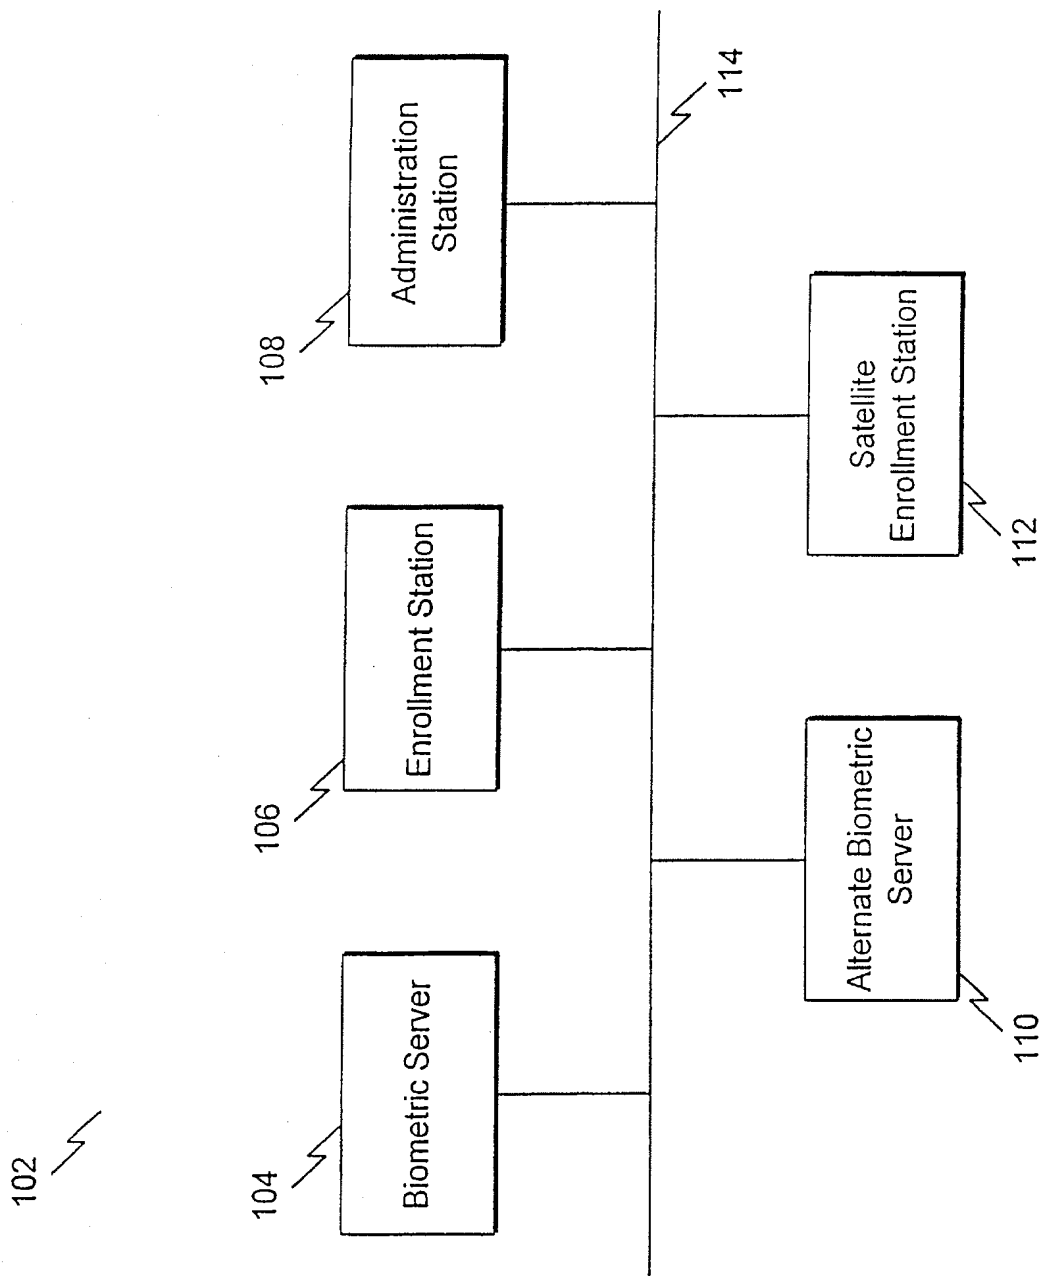 102
104
Biometric Server
106
Enrollment Station
108
Administration
Station
114
110
Alternate Biometric
Server
112
Satellite
Enrollment Station